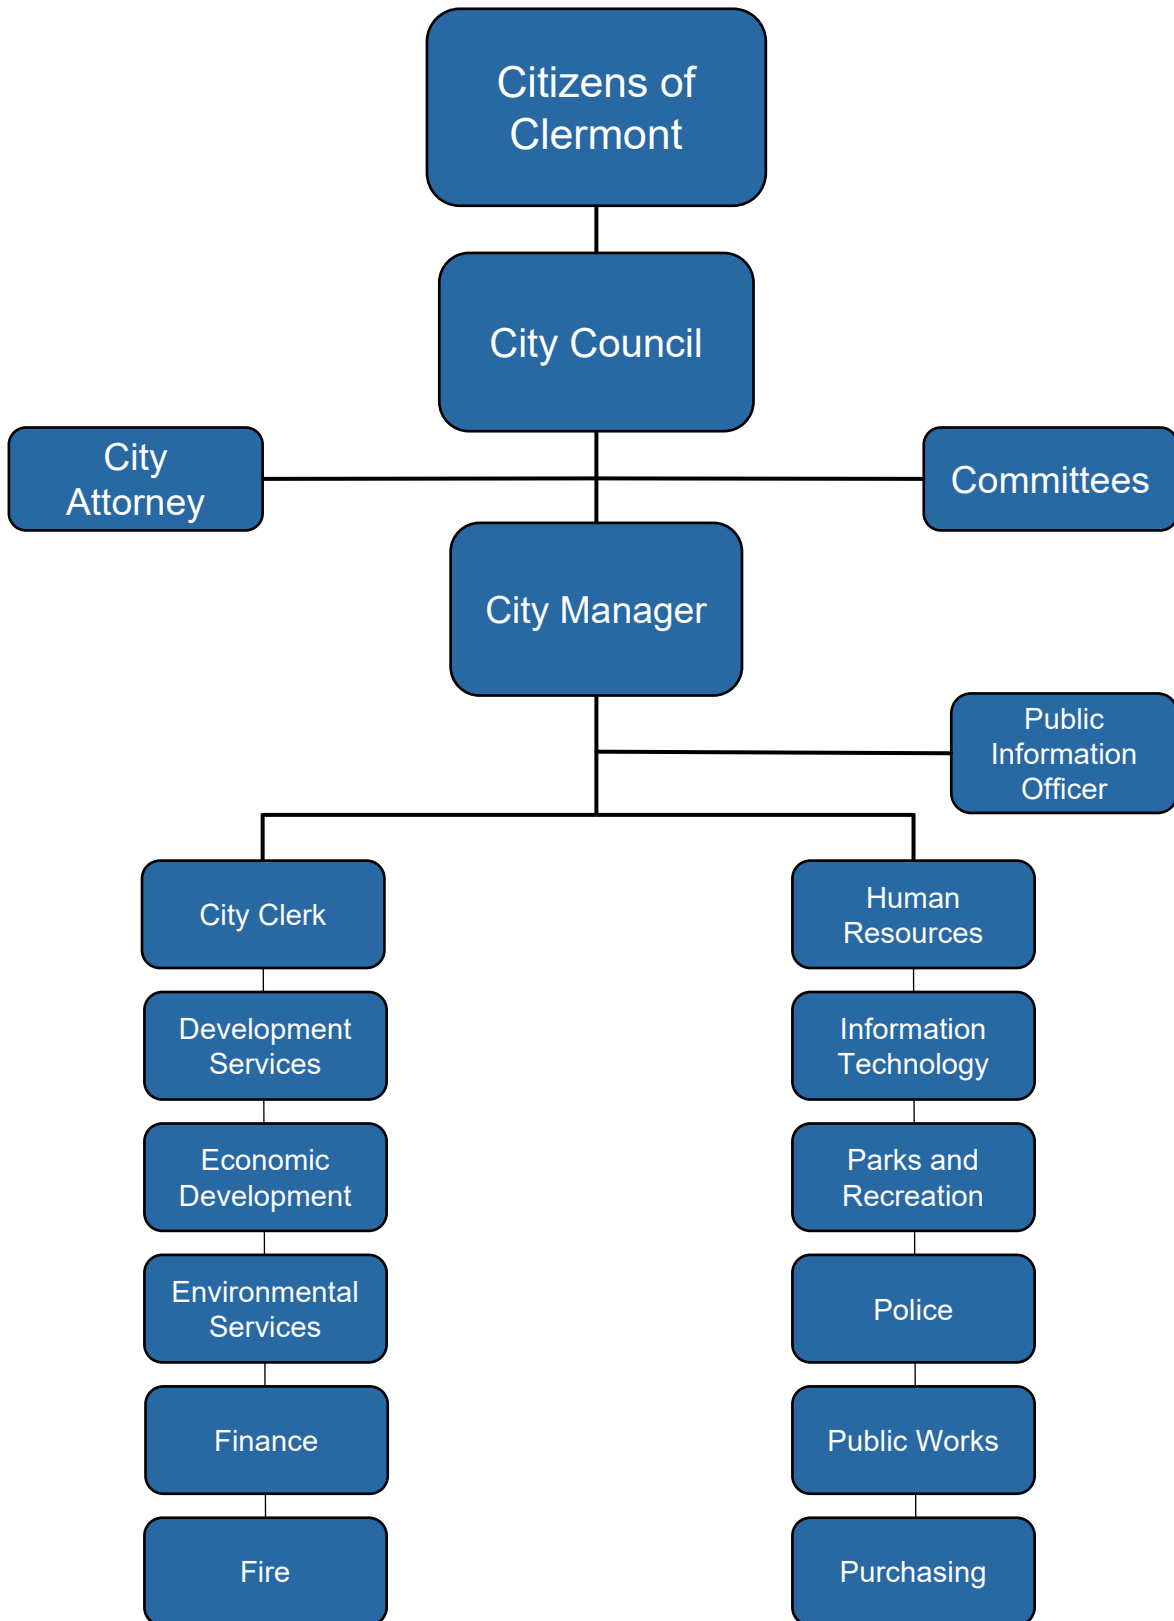 Citizens of
Clermont
City Council
City
Attorney
Committees
City Manager
Public
Information
Officer
City Clerk
Human
Resources
Development
Services
Information
Technology
Economic
Development
Parks and
Recreation
Environmental
Services
Police
Finance
Public Works
Fire
Purchasing